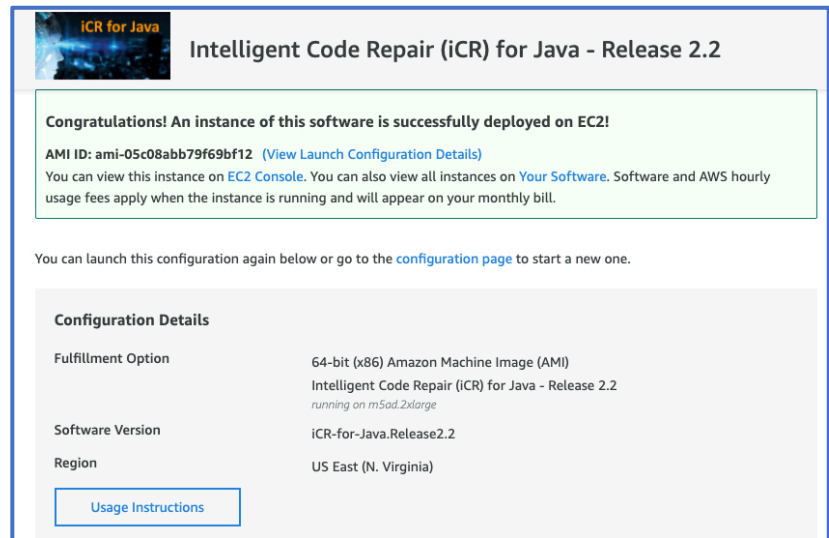 iCR for Java
Intelligent Code Repair (iCR) for Java - Release 2.2
Congratulations! An instance of this software is successfully deployed on EC2!
AMI ID: ami-05c08abb79f69bf12 (View Launch Configuration Details)
You can view this instance on EC2 Console. You can also view all instances on Your Software. Software and AWS hourly
usage fees apply when the instance is running and will appear on your monthly bill.
You can launch this configuration again below or go to the configuration page to start a new one.
Configuration Details
Fulfillment Option
64-bit (x86) Amazon Machine Image (AMI)
Intelligent Code Repair (iCR) for Java - Release 2.2
running on m5ad.2xlarge
Software Version
iCR-for-Java.Release2.2
Region
US East (N. Virginia)
Usage Instructions